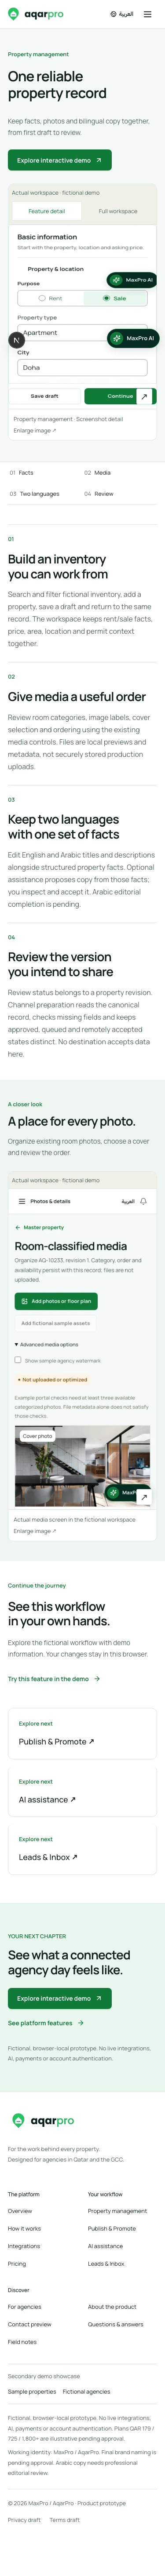 aqarpro
العربية
Property management
One reliable
property record
Keep facts, photos and bilingual copy together,
from first draft to review.
Explore interactive demo ↗
Actual workspace · fictional demo
Feature detail
Full workspace
Basic information
Start with the property, location and asking price.
Property & location
MaxPro AI
Purpose
Rent
Sale
Property type
Apartment
MaxPro AI
N
City
Doha
Save draft
Continue
↗
Property management · Screenshot detail
Enlarge image ↗
01 Facts
02 Media
03 Two languages
04 Review
01
Build an inventory
you can work from
Search and filter fictional inventory, add a
property, save a draft and return to the same
record. The workspace keeps rent/sale facts,
price, area, location and permit context
together.
02
Give media a useful order
Review room categories, image labels, cover
selection and ordering using the existing
media controls. Files are local previews and
metadata, not securely stored production
uploads.
03
Keep two languages
with one set of facts
Edit English and Arabic titles and descriptions
alongside structured property facts. Optional
assistance proposes copy from those facts;
you inspect and accept it. Arabic editorial
completion is pending.
04
Review the version
you intend to share
Review status belongs to a property revision.
Channel preparation reads the canonical
record, checks missing fields and keeps
approved, queued and remotely accepted
states distinct. No destination accepts data
here.
A closer look
A place for every photo.
Organize existing room photos, choose a cover
and review the order.
Actual workspace · fictional demo
Photos & details
العربية
← Master property
Room-classified media
Organize AG-10233, revision 1. Category, order and
availability persist with this record; files are not
uploaded.
Add photos or floor plan
Add fictional sample assets
▼ Advanced media options
Show sample agency watermark
Not uploaded or optimized
Example portal checks need at least three available
categorized photos. File metadata alone does not satisfy
those checks.
Cover photo
↗
Actual media screen in the fictional workspace
Enlarge image ↗
Continue the journey
See this workflow
in your own hands.
Explore the fictional workflow with demo
information. Your changes stay in this browser.
Try this feature in the demo →
Explore next
Publish & Promote ↗
Explore next
AI assistance ↗
Explore next
Leads & Inbox ↗
YOUR NEXT CHAPTER
See what a connected
agency day feels like.
Explore interactive demo ↗
See platform features →
Fictional, browser-local prototype. No live integrations,
AI, payments or account authentication.
aqarpro
For the work behind every property.
Designed for agencies in Qatar and the GCC.
The platform
Your workflow
Overview
Property management
How it works
Publish & Promote
Integrations
AI assistance
Pricing
Leads & Inbox
Discover
For agencies
About the product
Contact preview
Questions & answers
Field notes
Secondary demo showcase
Sample properties
Fictional agencies
Fictional, browser-local prototype. No live integrations,
AI, payments or account authentication. Plans QAR 179 /
725 / 1,800+ are illustrative pending approval.
Working identity: MaxPro / AqarPro. Final brand naming is
pending approval. Arabic copy needs professional
editorial review.
© 2026 MaxPro / AqarPro · Product prototype
Privacy draft
Terms draft